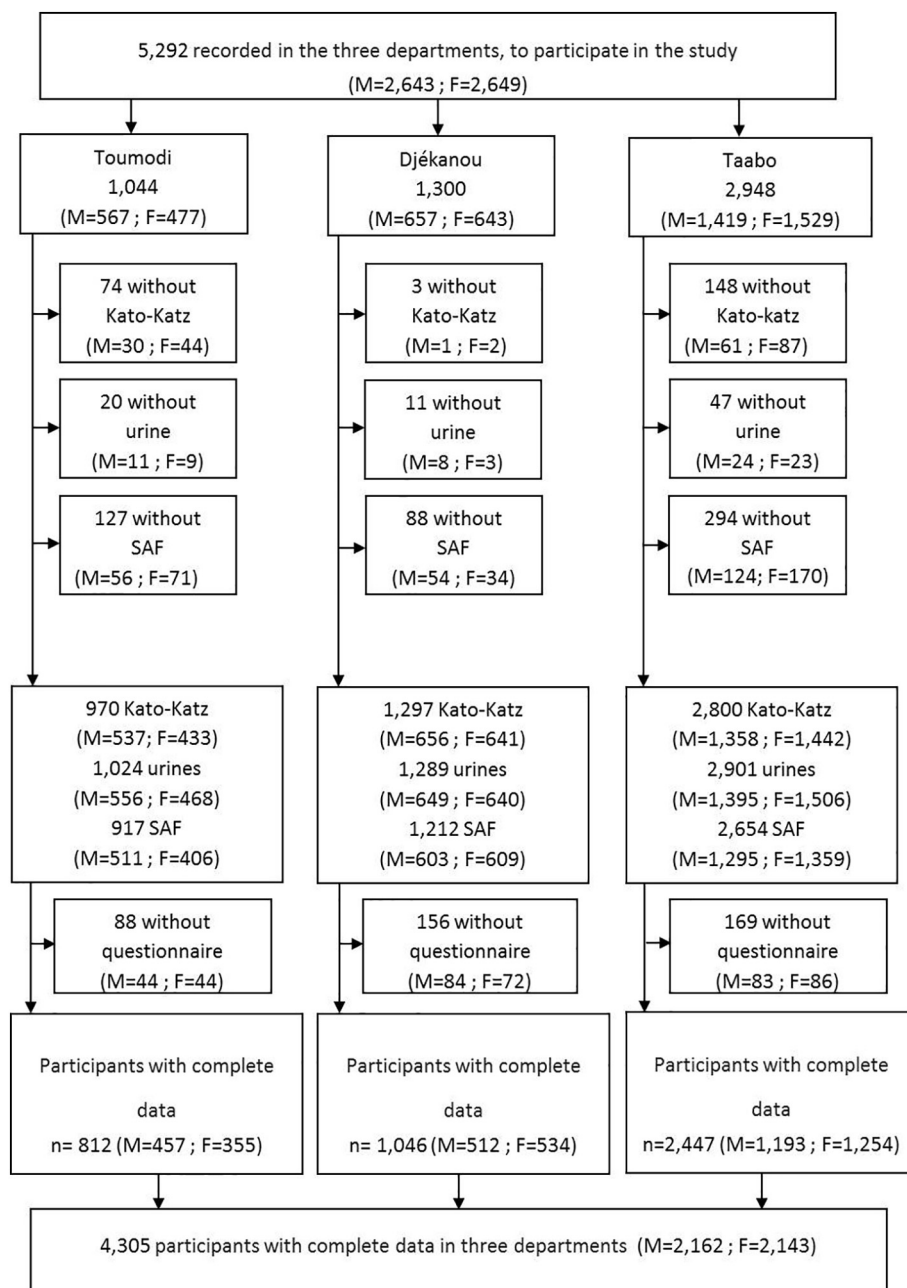 5,292 recorded in the three departments, to participate in the study
(M=2,643 ; F=2,649)
Toumodi
1,044
(M=567 ; F=477)
74 without
Kato-Katz
(M=30 ; F=44)
20 without
urine
(M=11 ; F=9)
127 without
SAF
(M=56 ; F=71)
970 Kato-Katz
(M=537; F=433)
1,024 urines
(M=556 ; F=468)
917 SAF
(M=511 ; F=406)
88 without
questionnaire
(M=44 ; F=44)
Participants with complete
data
n= 812 (M=457 ; F=355)
Djékanou
1,300
(M=657 ; F=643)
3 without
Kato-Katz
(M=1 ; F=2)
11 without
urine
(M=8 ; F=3)
88 without
SAF
(M=54 ; F=34)
1,297 Kato-Katz
(M=656 ; F=641)
1,289 urines
(M=649 ; F=640)
1,212 SAF
(M=603 ; F=609)
156 without
questionnaire
(M=84 ; F=72)
Participants with complete
data
n= 1,046 (M=512 ; F=534)
Taabo
2,948
(M=1,419 ; F=1,529)
148 without
Kato-katz
(M=61 ; F=87)
47 without
urine
(M=24 ; F=23)
294 without
SAF
(M=124; F=170)
2,800 Kato-Katz
(M=1,358 ; F=1,442)
2,901 urines
(M=1,395 ; F=1,506)
2,654 SAF
(M=1,295 ; F=1,359)
169 without
questionnaire
(M=83 ; F=86)
Participants with complete
data
n=2,447 (M=1,193 ; F=1,254)
4,305 participants with complete data in three departments (M=2,162 ; F=2,143)